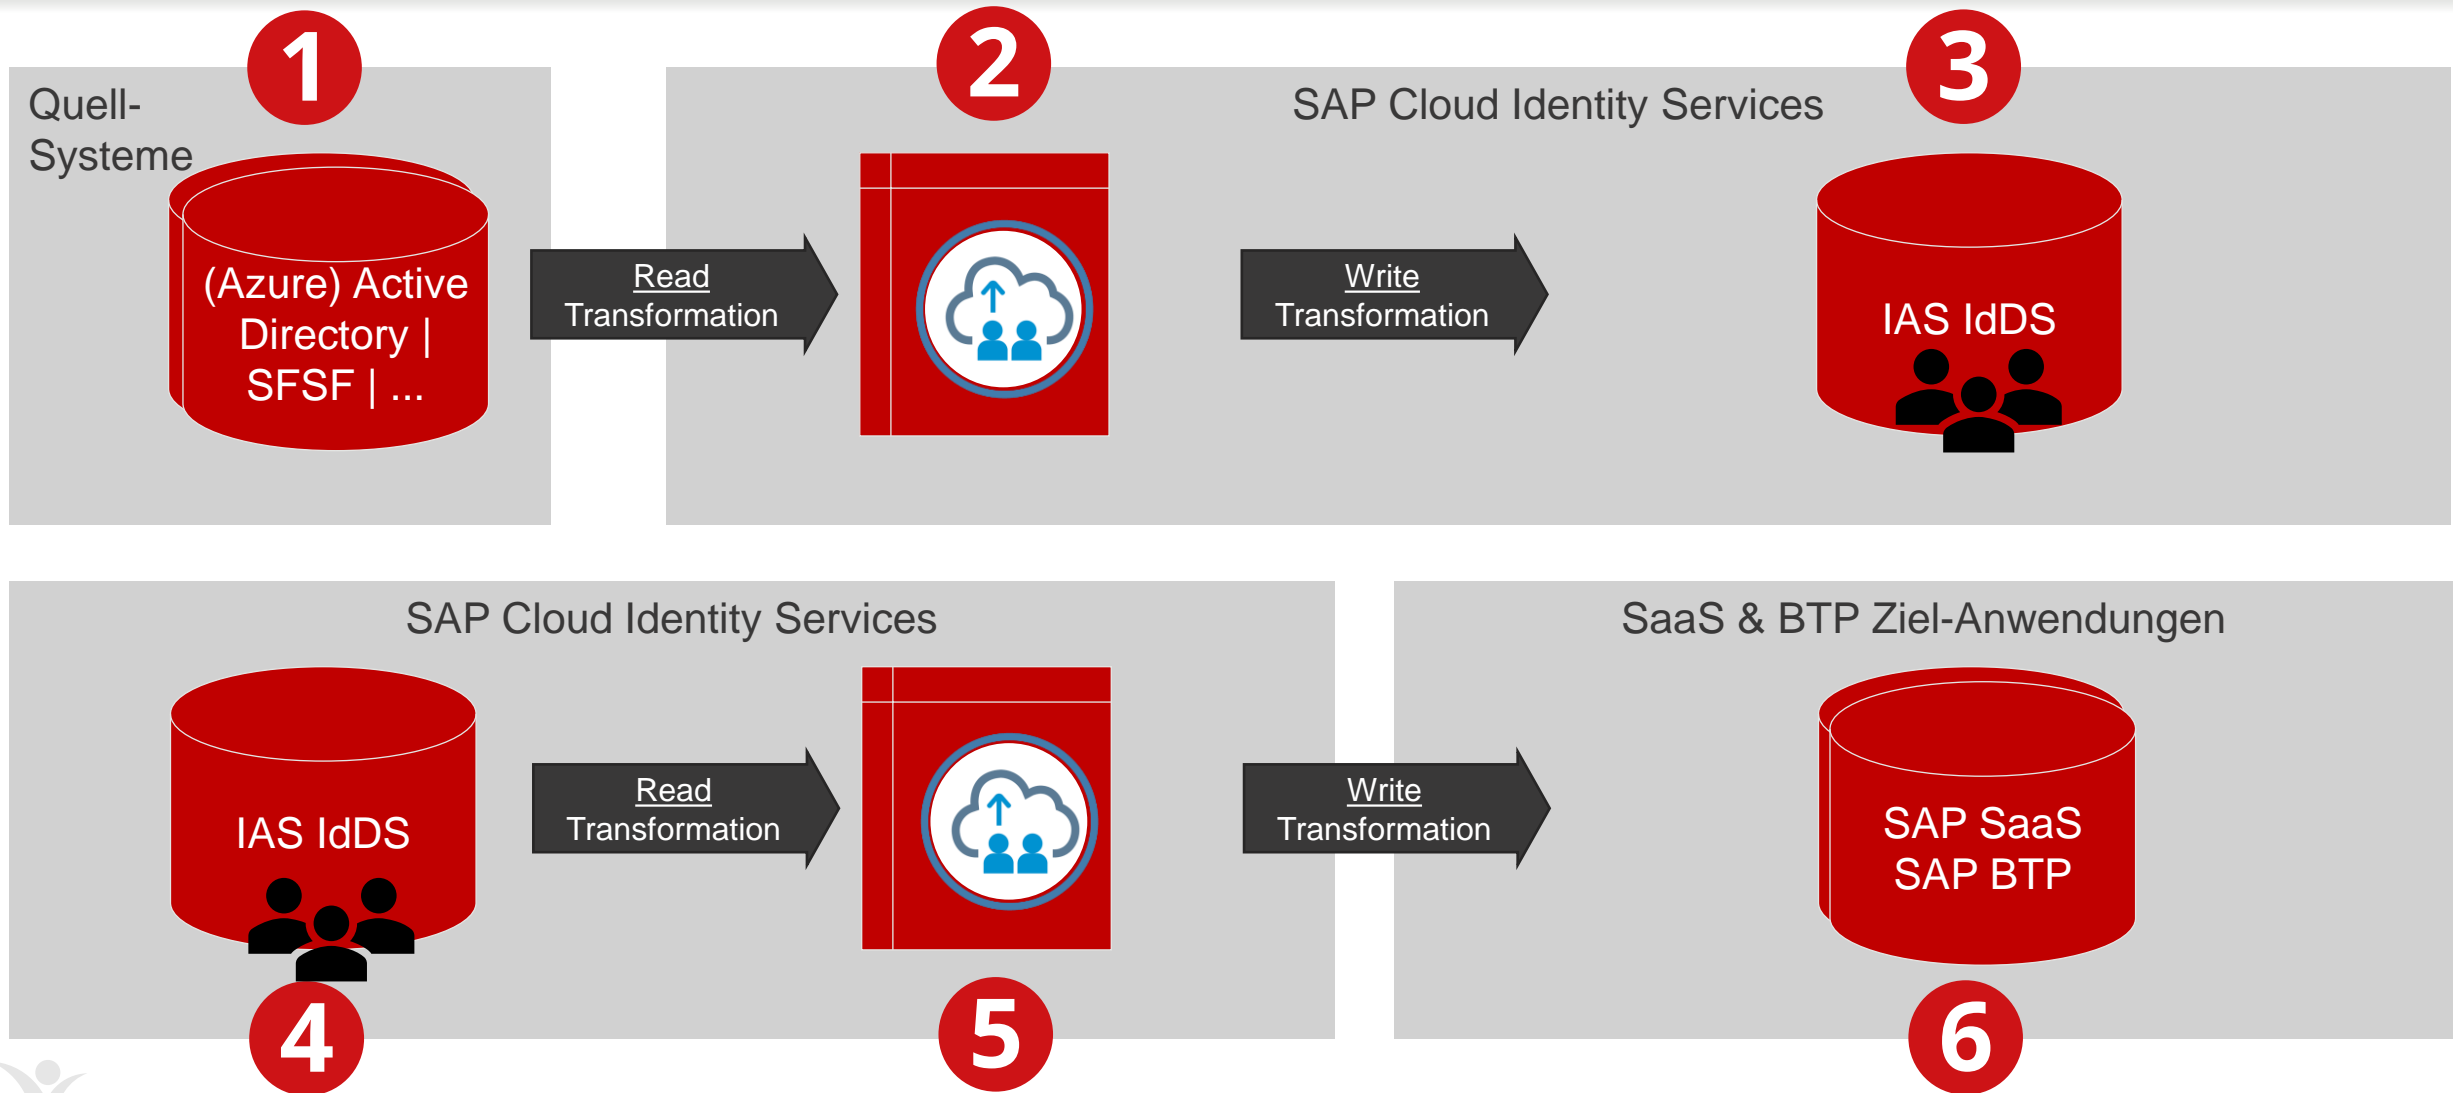 1
2
3
Quell-
Systeme
SAP Cloud Identity Services
(Azure) Active
Directory |
SFSF | ...
Read
Transformation
Write
Transformation
IAS IdDS
SAP Cloud Identity Services
SaaS & BTP Ziel-Anwendungen
IAS IdDS
Read
Transformation
Write
Transformation
SAP SaaS
SAP BTP
4
5
6